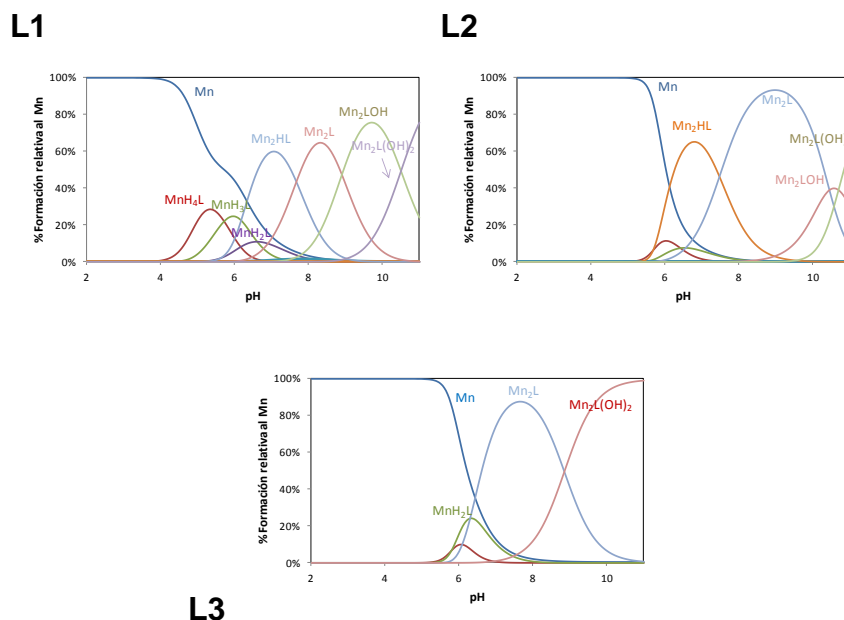 L1
L2
100%
80%
60%
40%
20%
0%
2 4 6 8 10
pH
%Formación relativa al Mn
Mn
MnH₄L
MnH₃L
MnH₂L
Mn₂HL
Mn₂L
Mn₂LOH
Mn₂L(OH)₂
100%
80%
60%
40%
20%
0%
2 4 6 8 10
pH
%Formación relativa al Mn
Mn
Mn₂HL
Mn₂L
Mn₂L(OH
Mn₂LOH
100%
80%
60%
40%
20%
0%
2 4 6 8 10
pH
%Formación relativa al Mn
Mn
MnH₂L
Mn₂L
Mn₂L(OH)₂
L3